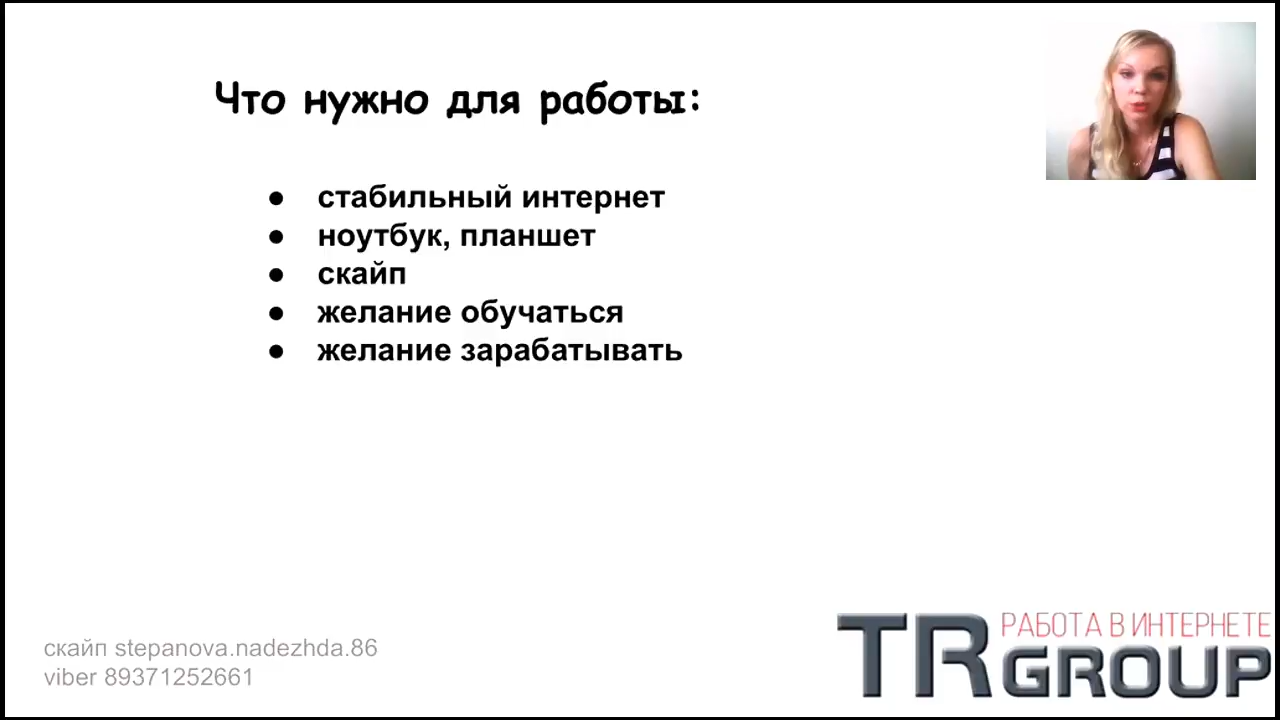 Что нужно для работы:
● стабильный интернет
● ноутбук, планшет
● скайп
● желание обучаться
● желание зарабатывать
скайп stepanova.nadezhda.86
viber 89371252661
TR РАБОТА В ИНТЕРНЕТЕ
GROUP